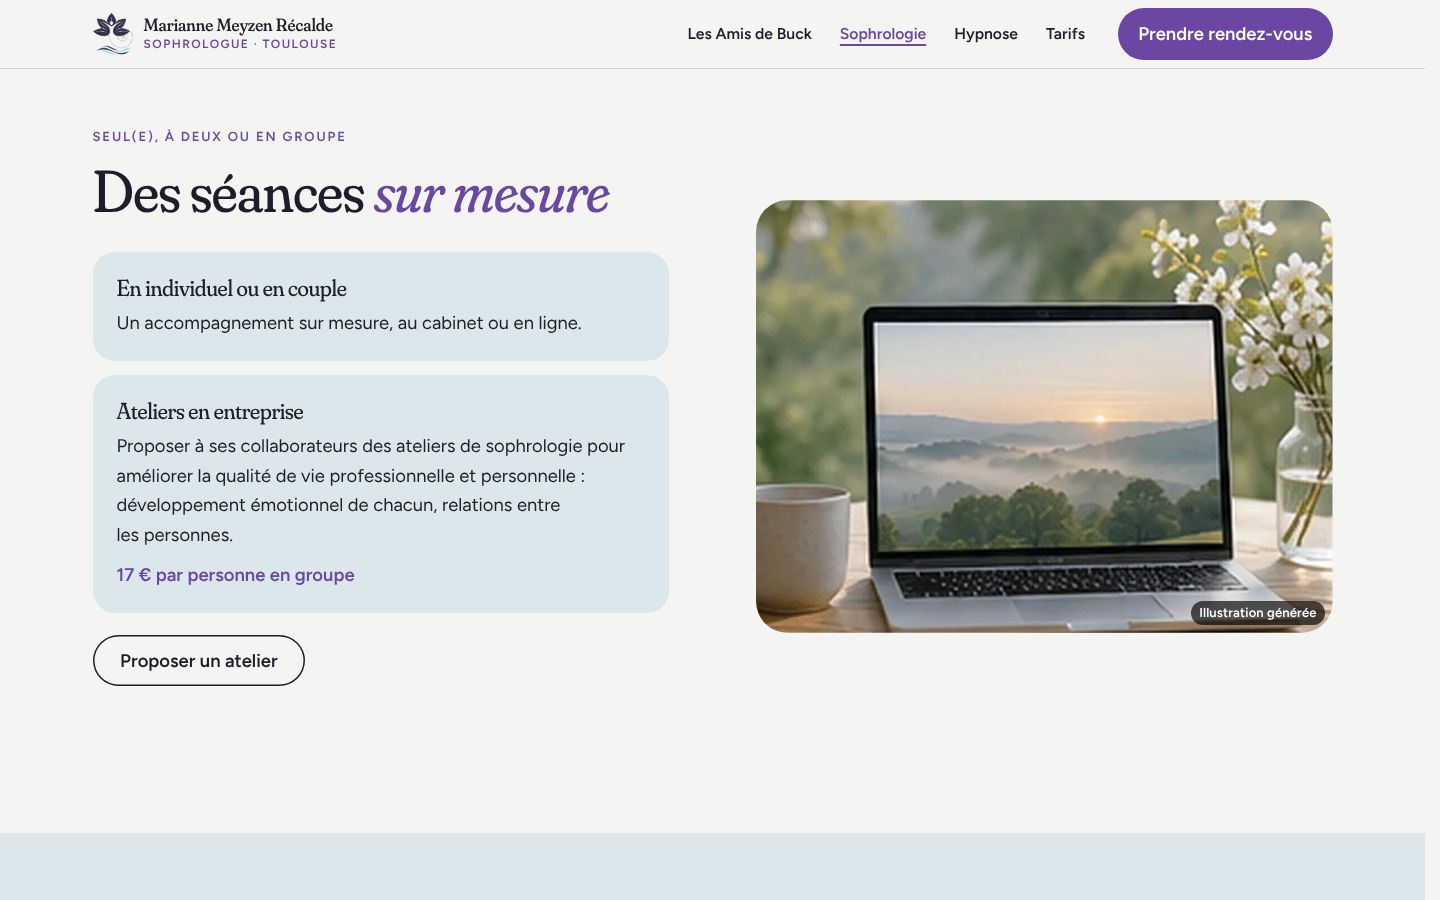 Marianne Meyzen Récalde
SOPHROLOGUE · TOULOUSE
Les Amis de Buck
Sophrologie
Hypnose
Tarifs
Prendre rendez-vous
SEUL(E), À DEUX OU EN GROUPE
Des séances sur mesure
En individuel ou en couple
Un accompagnement sur mesure, au cabinet ou en ligne.
Ateliers en entreprise
Proposer à ses collaborateurs des ateliers de sophrologie pour
améliorer la qualité de vie professionnelle et personnelle :
développement émotionnel de chacun, relations entre
les personnes.
17 € par personne en groupe
Illustration générée
Proposer un atelier